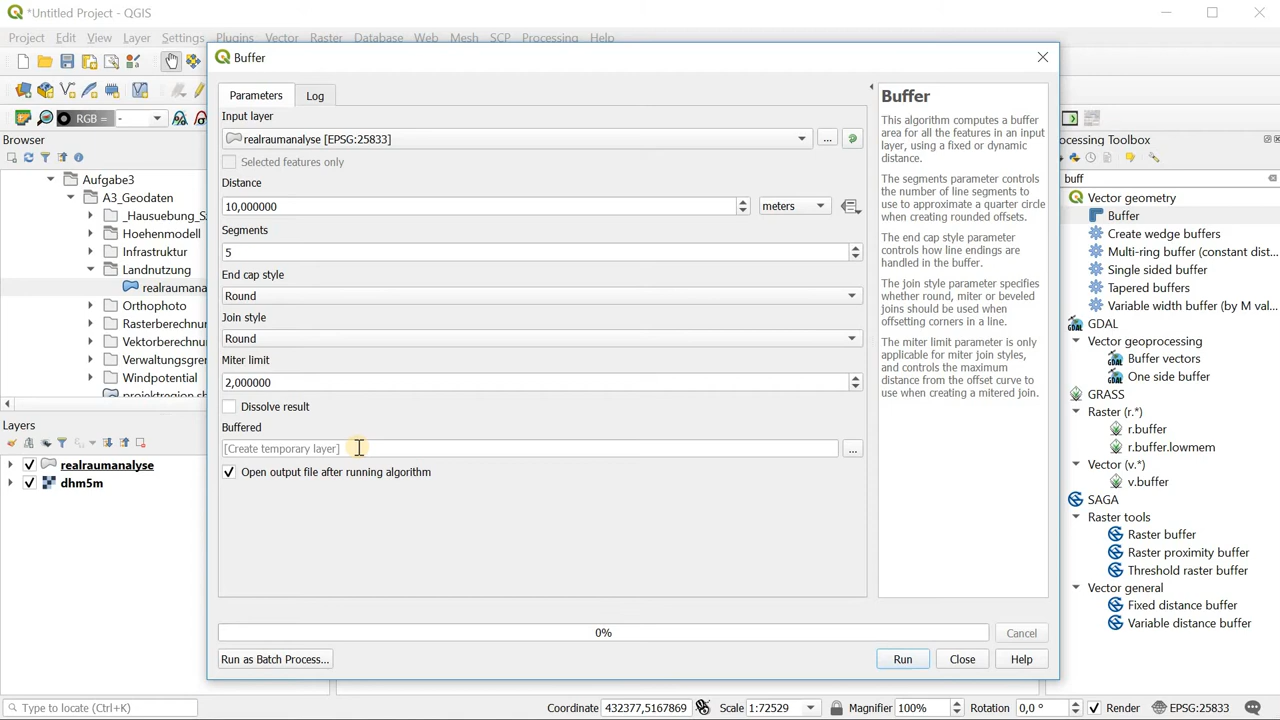 *Untitled Project - QGIS
Project Edit View Layer Settings Plugins Vector Raster Database Web Mesh SCP Processing Help
RGB = -
Browser
Aufgabe3
A3_Geodaten
_Hausuebung_S
Hoehenmodell
Infrastruktur
Landnutzung
realrauma
Orthophoto
Rasterberechnu
Vektorberechnu
Verwaltungsgre
Windpotential
projektregion.sh
Layers
realraumanalyse
dhm5m
Buffer
Parameters Log
Input layer
realraumanalyse [EPSG:25833]
...
Selected features only
Distance
10,000000 meters
Segments
5
End cap style
Round
Join style
Round
Miter limit
2,000000
Dissolve result
Buffered
[Create temporary layer] ...
Open output file after running algorithm
Buffer
This algorithm computes a buffer
area for all the features in an input
layer, using a fixed or dynamic
distance.
The segments parameter controls
the number of line segments to
use to approximate a quarter circle
when creating rounded offsets.
The end cap style parameter
controls how line endings are
handled in the buffer.
The join style parameter specifies
whether round, miter or beveled
joins should be used when
offsetting corners in a line.
The miter limit parameter is only
applicable for miter join styles,
and controls the maximum
distance from the offset curve to
use when creating a mitered join.
0% Cancel
Run as Batch Process... Run Close Help
ocessing Toolbox
buff
Vector geometry
Buffer
Create wedge buffers
Multi-ring buffer (constant dist...
Single sided buffer
Tapered buffers
Variable width buffer (by M val...
GDAL
Vector geoprocessing
Buffer vectors
One side buffer
GRASS
Raster (r.*)
r.buffer
r.buffer.lowmem
Vector (v.*)
v.buffer
SAGA
Raster tools
Raster buffer
Raster proximity buffer
Threshold raster buffer
Vector general
Fixed distance buffer
Variable distance buffer
Type to locate (Ctrl+K) Coordinate 432377,5167869 Scale 1:72529 Magnifier 100% Rotation 0,0 ° Render EPSG:25833